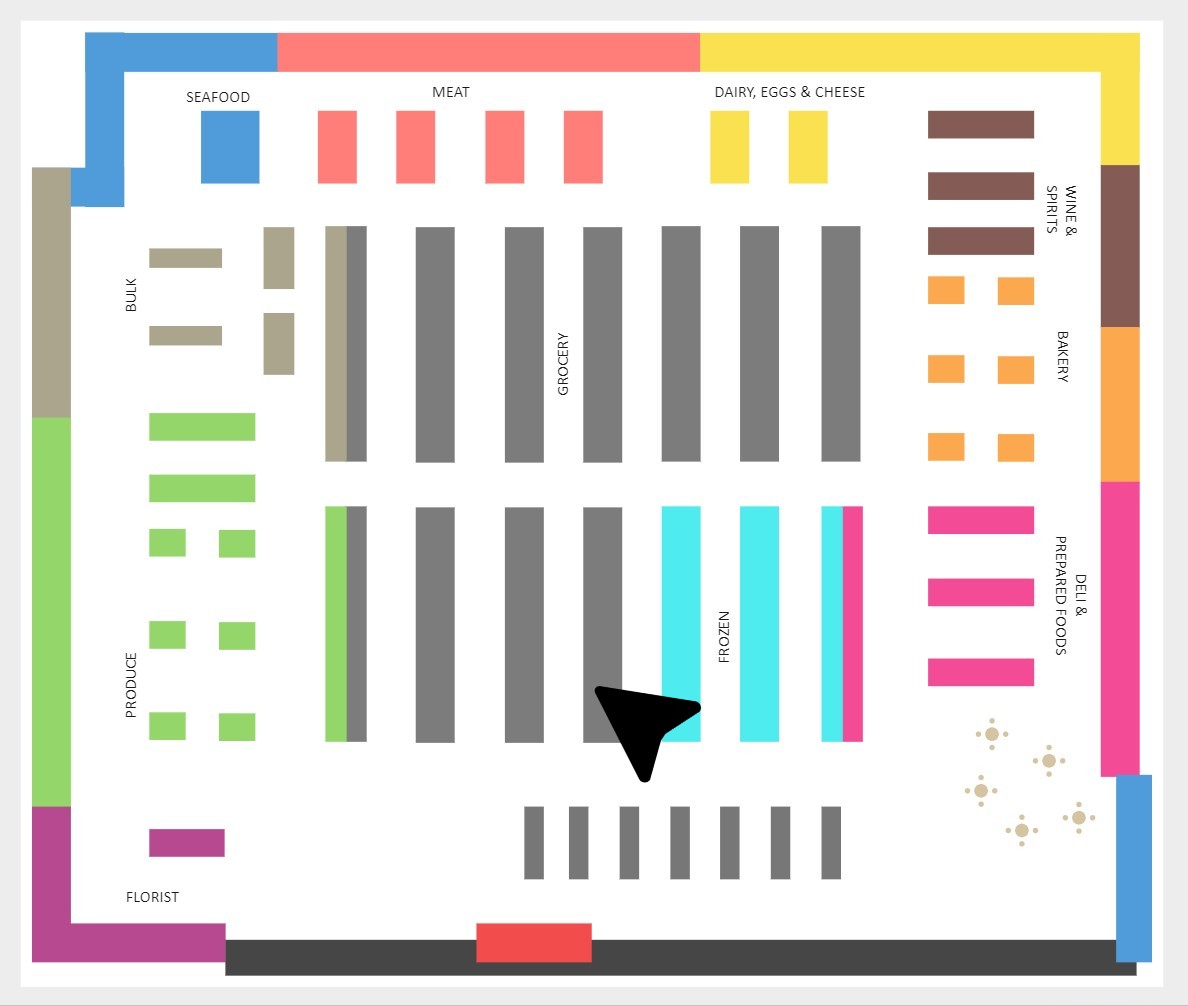 SEAFOOD
MEAT
DAIRY, EGGS & CHEESE
WINE &
SPIRITS
BULK
GROCERY
BAKERY
PRODUCE
FROZEN
DELI &
PREPARED FOODS
FLORIST